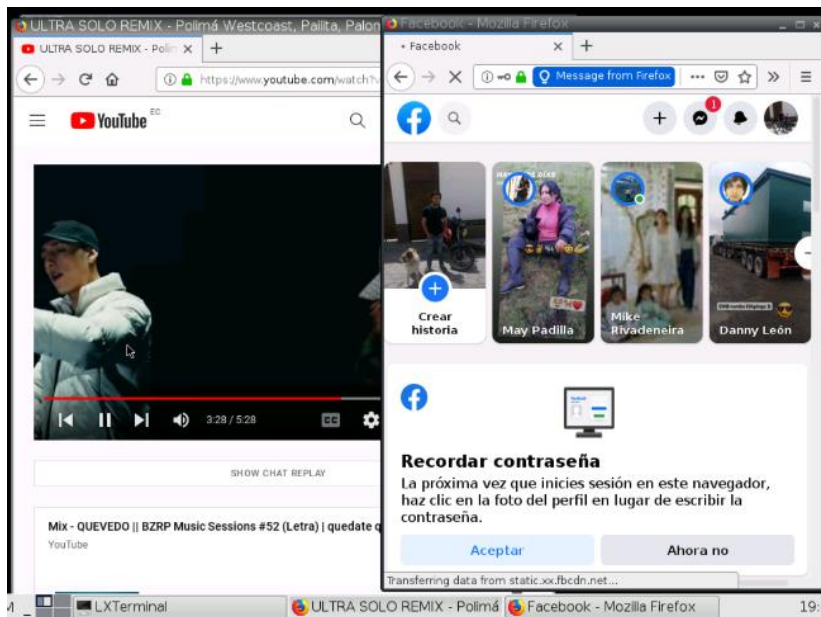 ULTRA SOLO REMIX - Polimá Westcoast, Pailita, Palon
ULTRA SOLO REMIX - Polim
https://www.youtube.com/watch?v
YouTube EC
3:28 / 5:28
CC
SHOW CHAT REPLAY
Mix - QUEVEDO || BZRP Music Sessions #52 (Letra) | quedate q
YouTube
Facebook - Mozilla Firefox
• Facebook
Message from Firefox
1
Crear
historia
May Padilla
Mike
Rivadeneira
Danny León
Recordar contraseña
La próxima vez que inicies sesión en este navegador,
haz clic en la foto del perfil en lugar de escribir la
contraseña.
Aceptar
Ahora no
Transferring data from static.xx.fbcdn.net...
LXTerminal
ULTRA SOLO REMIX - Polimá
Facebook - Mozilla Firefox
19: